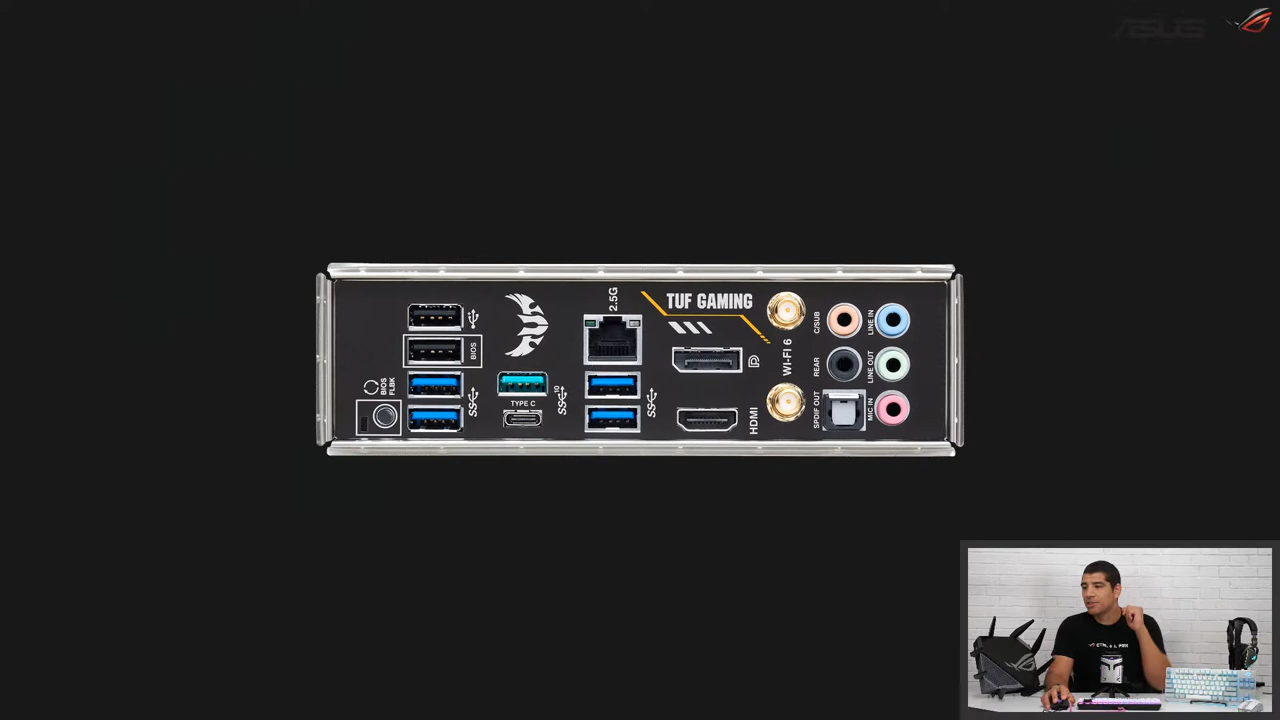 ASUS
2.5G
TUF GAMING
C/SUB
LINE IN
BIOS
WI-FI 6
REAR
LINE OUT
BIOS
FLBK
10
TYPE C
SPDIF OUT
MIC IN
HDMI